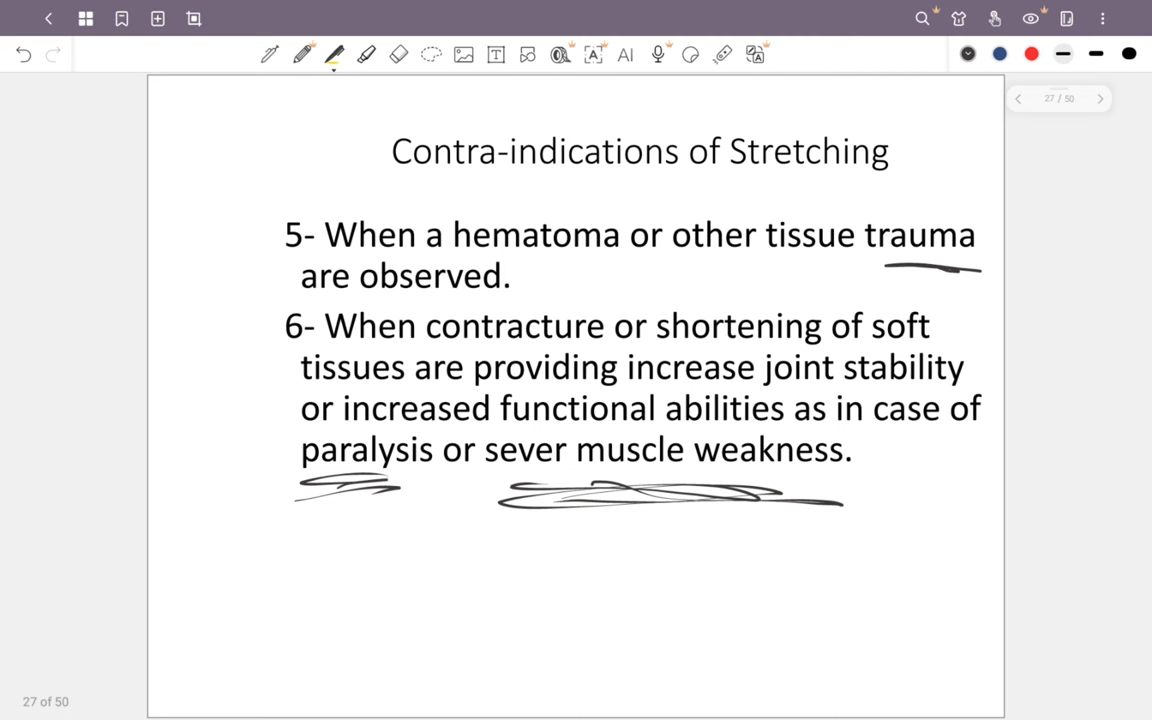 27 / 50
Contra-indications of Stretching
5- When a hematoma or other tissue trauma
are observed.
6- When contracture or shortening of soft
tissues are providing increase joint stability
or increased functional abilities as in case of
paralysis or sever muscle weakness.
27 of 50